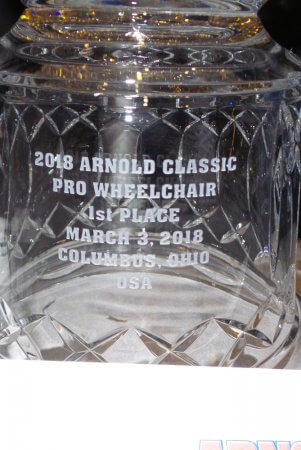 2018 ARNOLD CLASSIC
PRO WHEELCHAIR
1st PLACE
MARCH 3, 2018
COLUMBUS, OHIO
USA